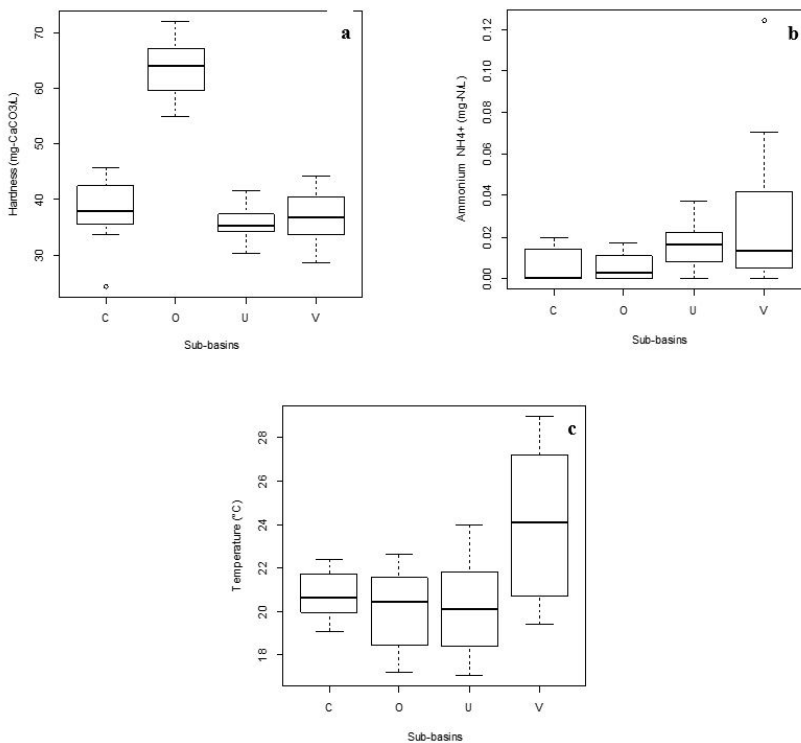 a
Hardness (mg-CaCO3/L)
70
60
50
40
30
C O U V
Sub-basins
b
Ammonium NH4+ (mg-N/L)
0.12
0.10
0.08
0.06
0.04
0.02
0.00
C O U V
Sub-basins
c
Temperature (°C)
28
26
24
22
20
18
C O U V
Sub-basins